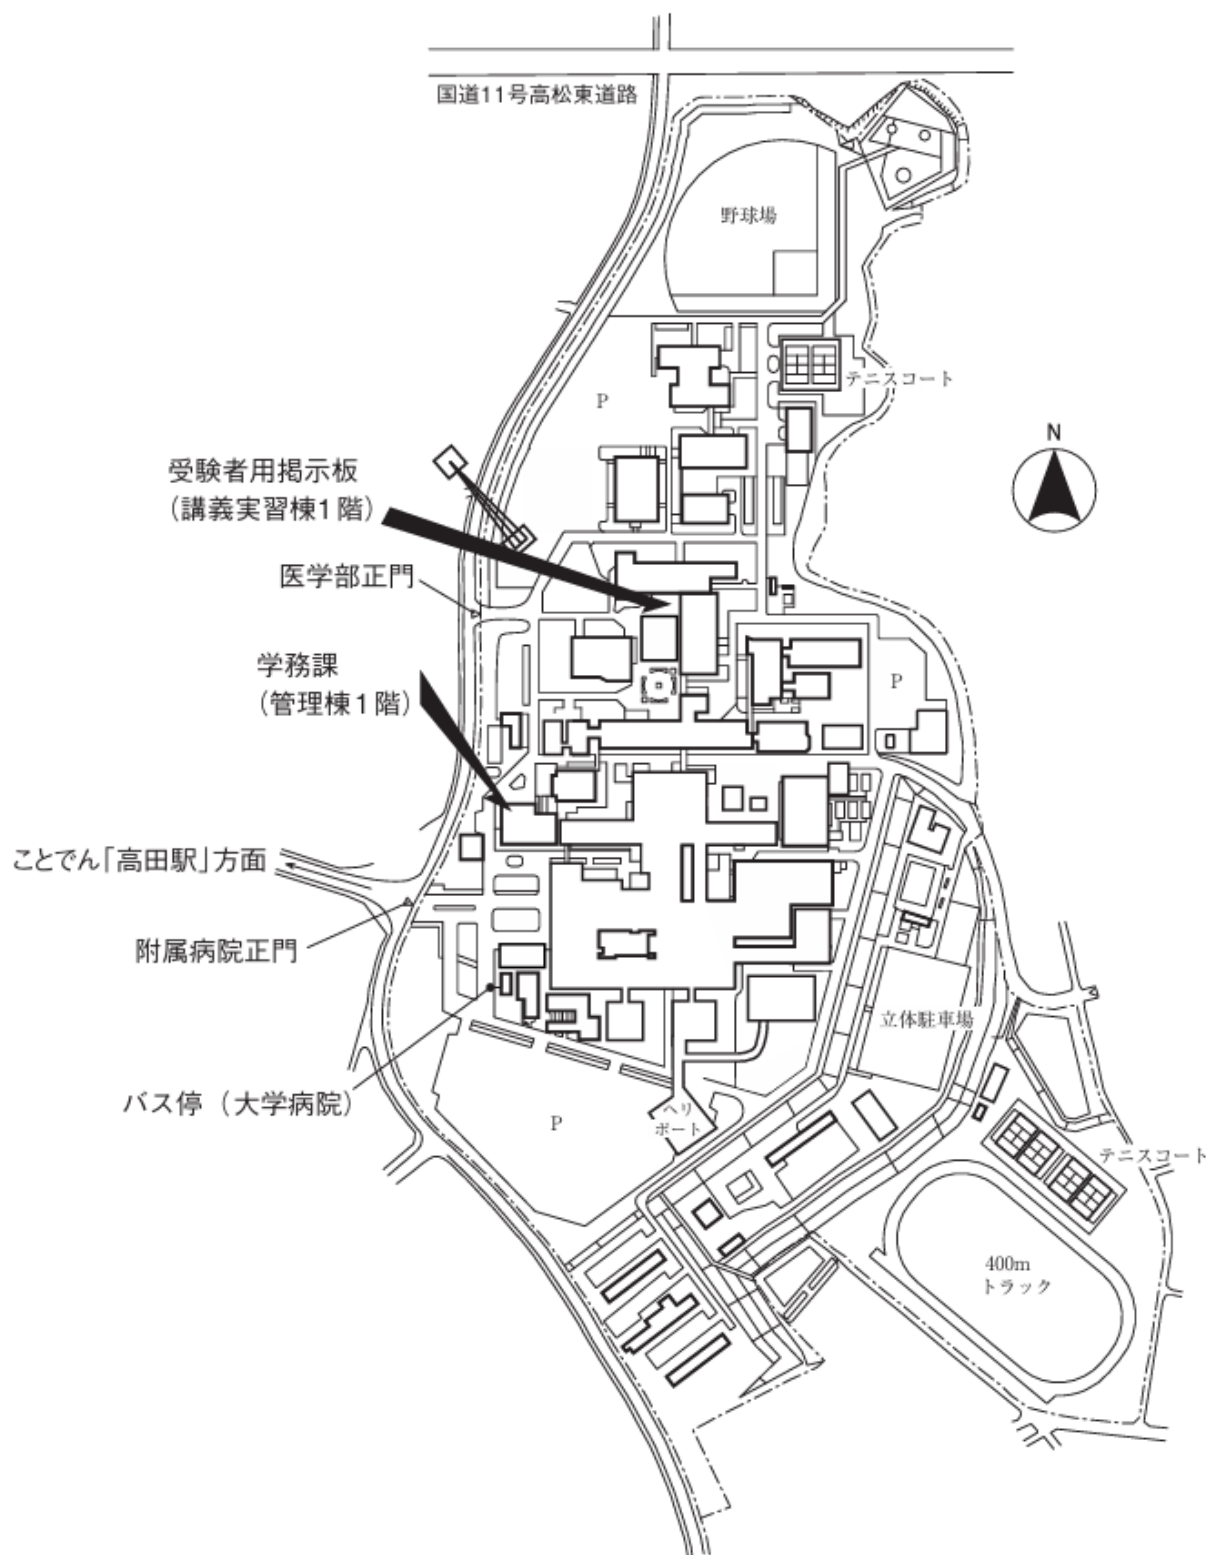 国道11号高松東道路
野球場
テニスコート
P
N
受験者用掲示板
（講義実習棟1階）
医学部正門
学務課
（管理棟1階）
P
ことでん「高田駅」方面
附属病院正門
立体駐車場
バス停（大学病院）
P
ヘリ
ポート
テニスコート
400m
トラック